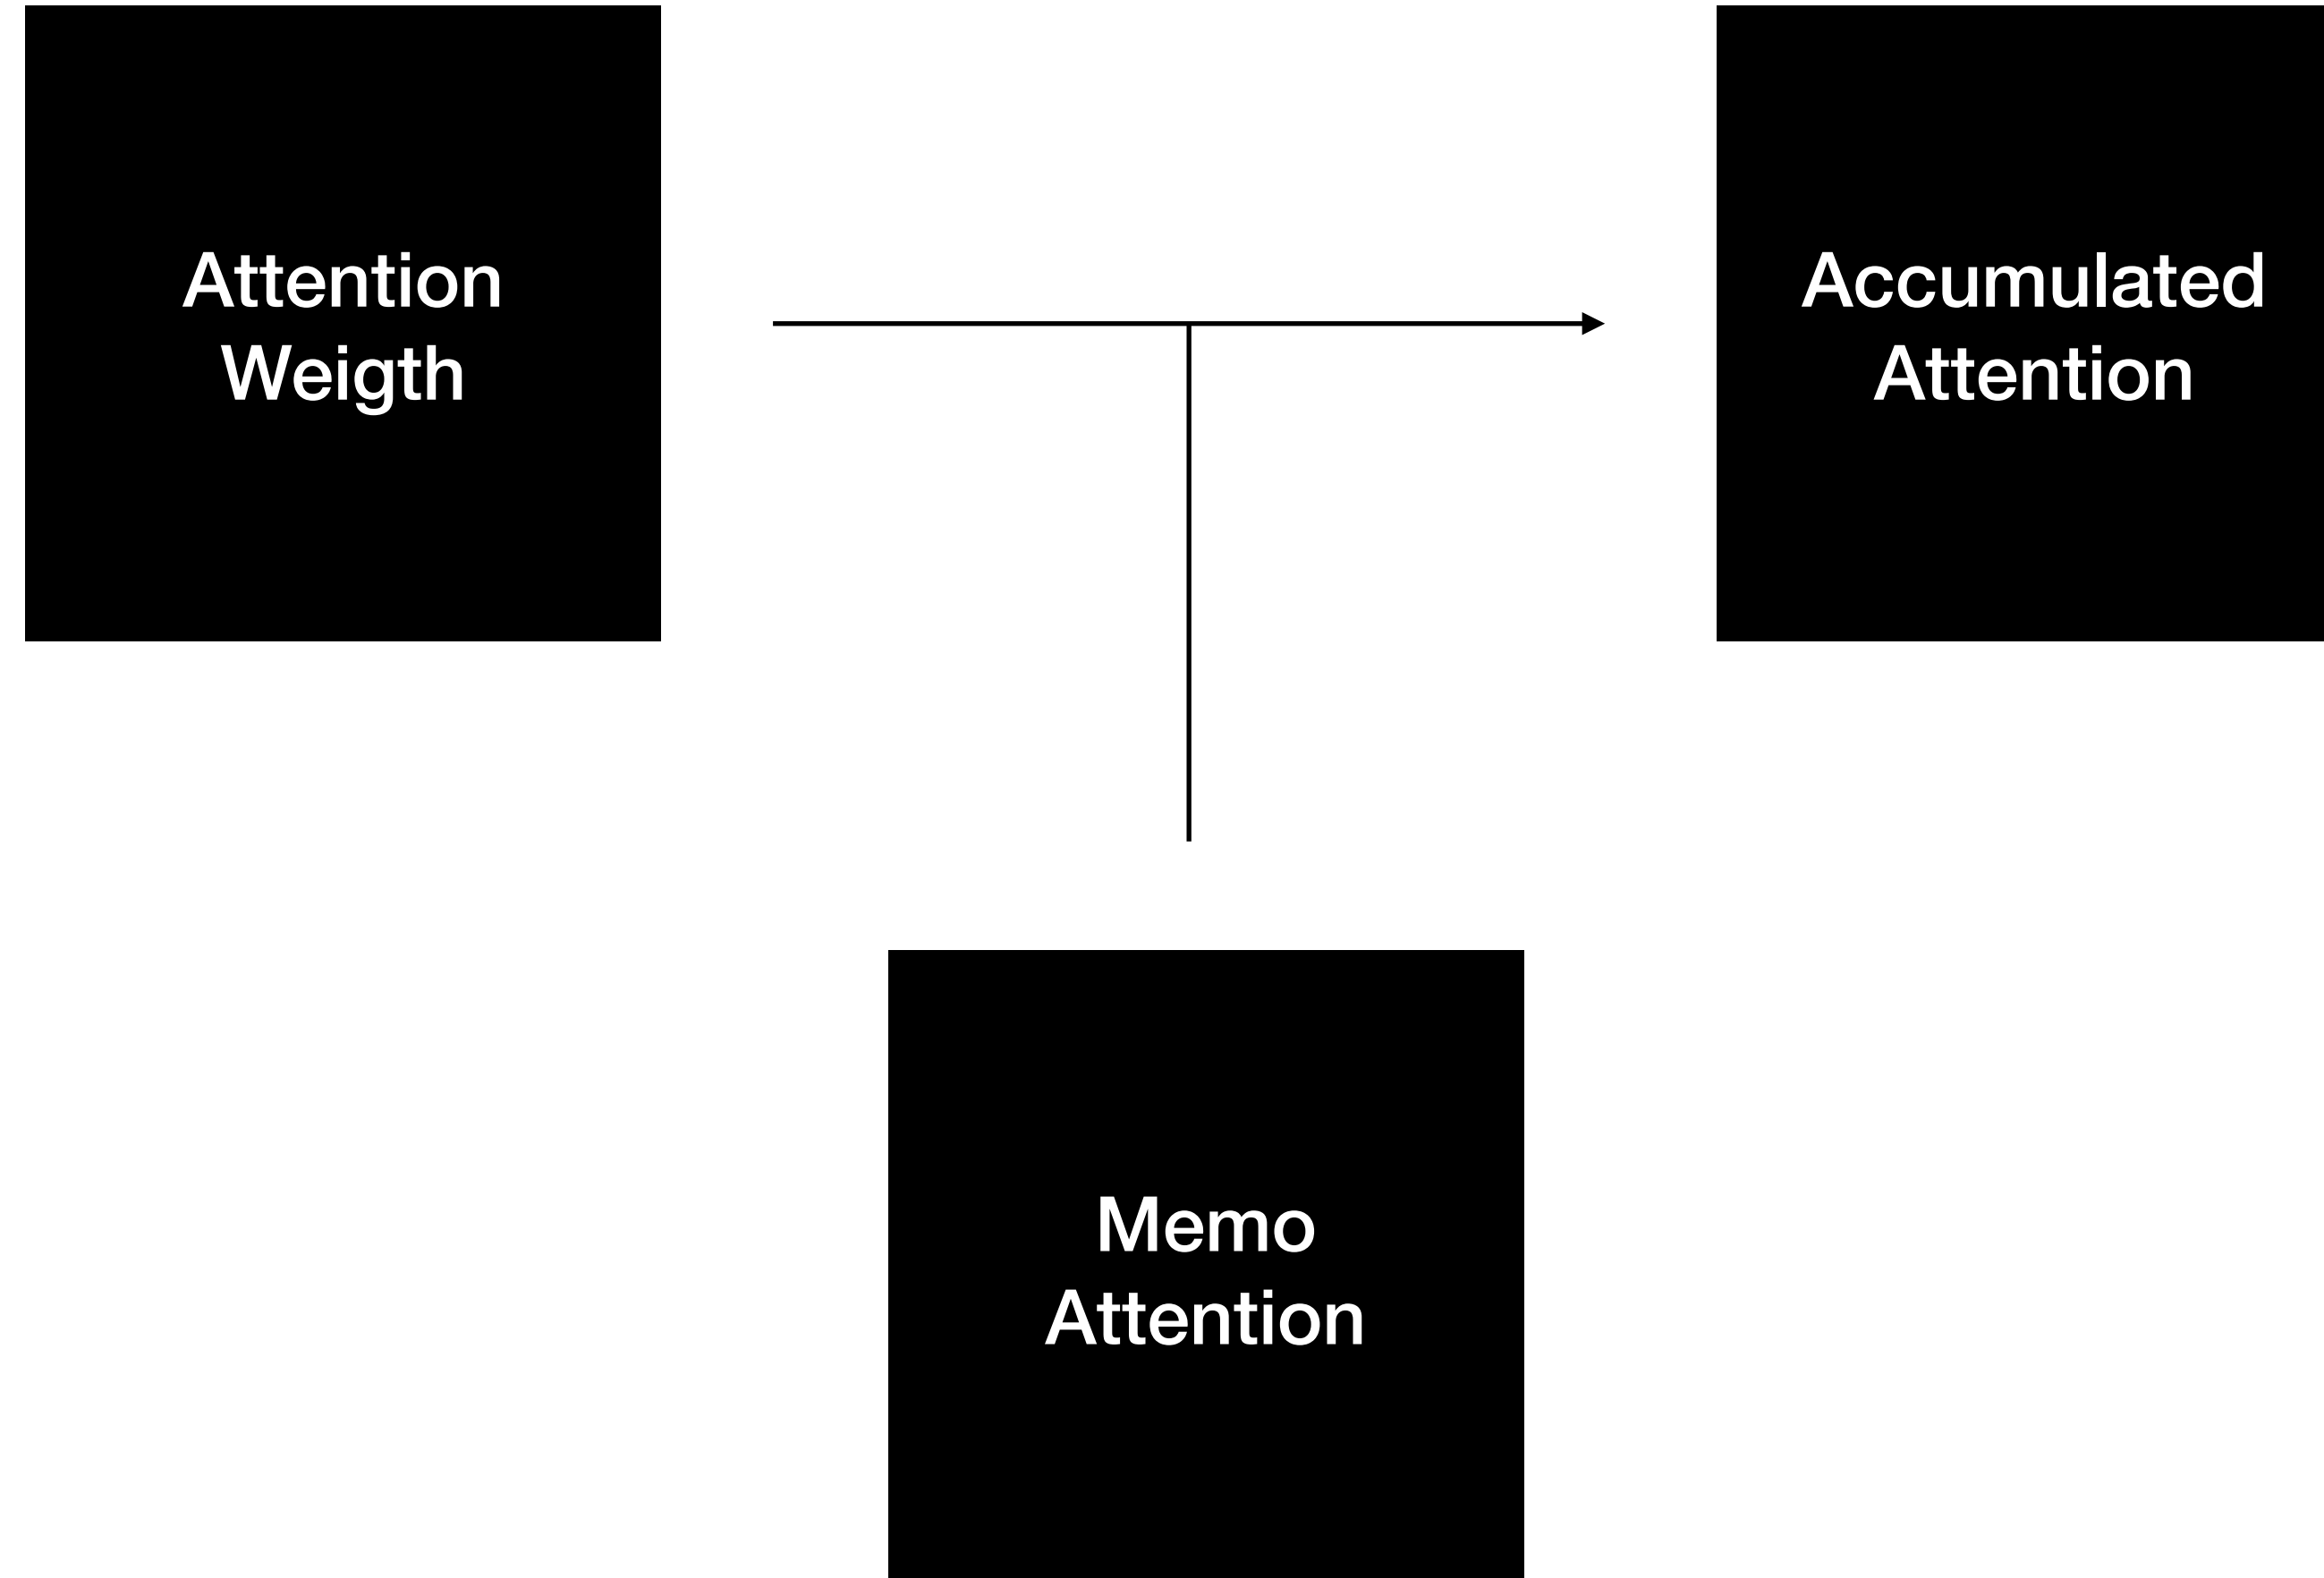 Attention
Weigth
Accumulated
Attention
Memo
Attention